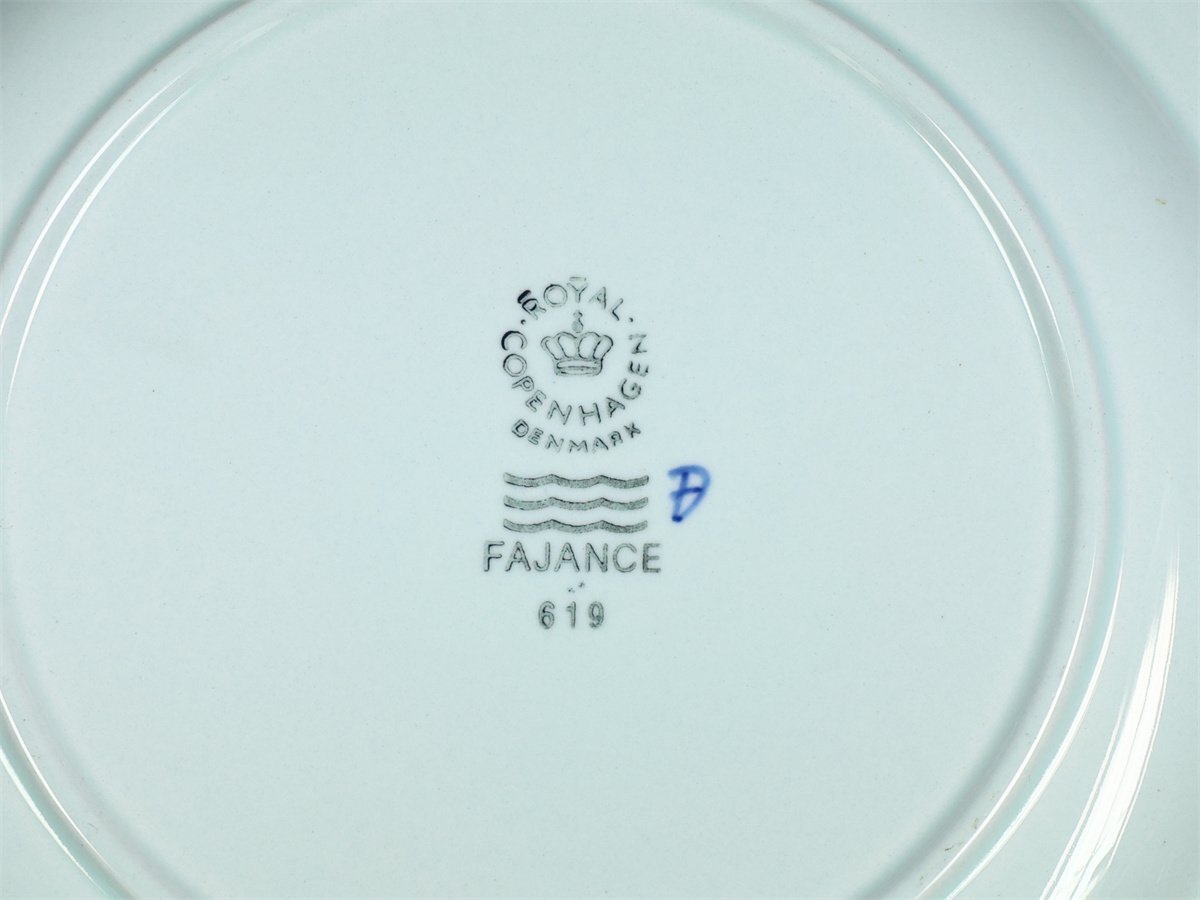 ROYAL
COPENHAGEN
DENMARK
FAJANCE
619